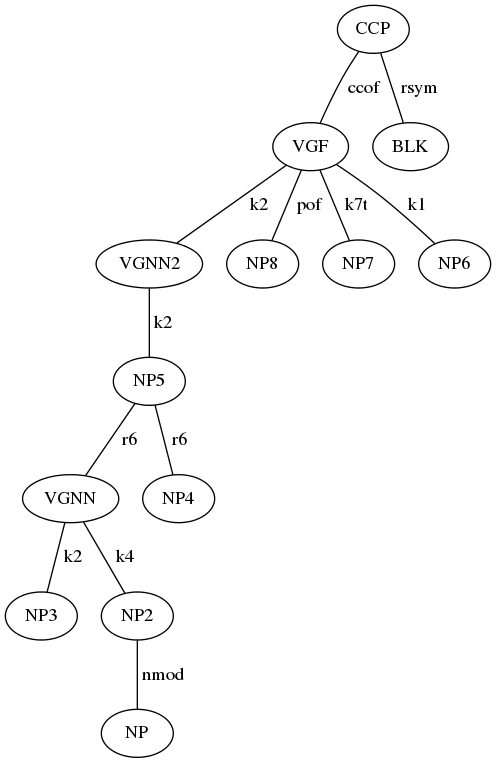 CCP
ccof rsym
VGF BLK
k2 pof k7t k1
VGNN2 NP8 NP7 NP6
k2
NP5
r6 r6
VGNN NP4
k2 k4
NP3 NP2
nmod
NP